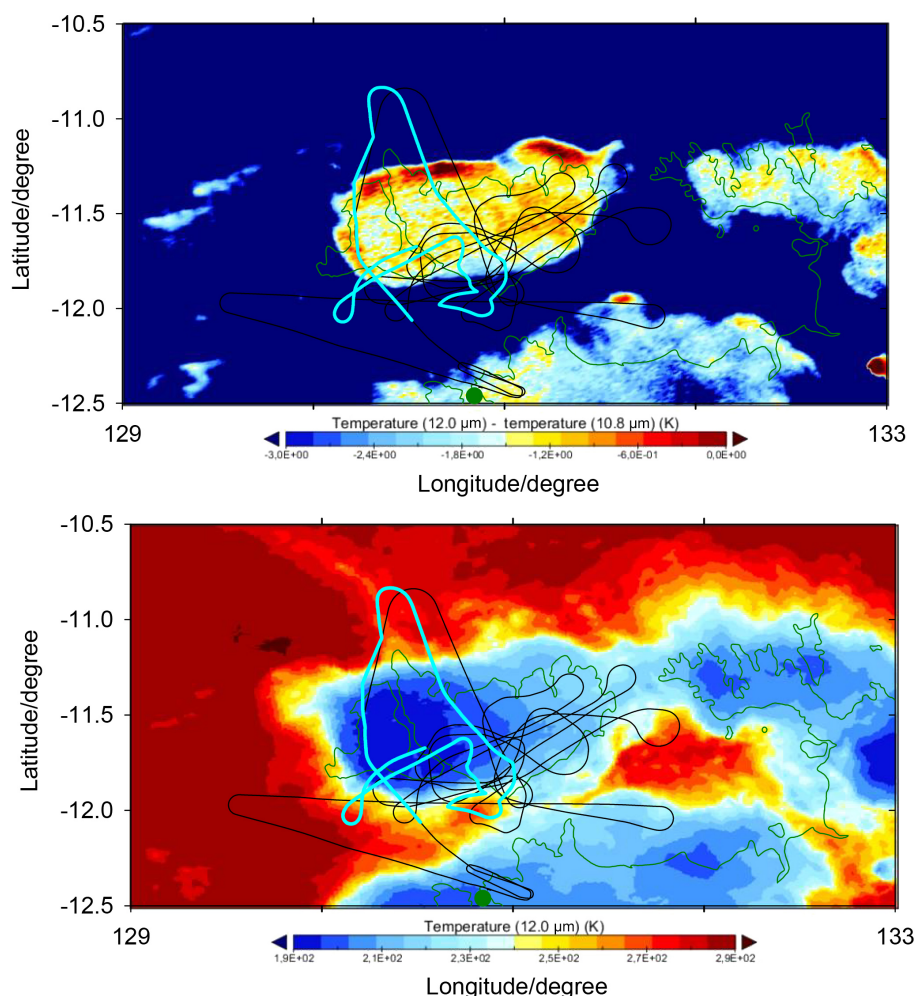 -10.5
-11.0
-11.5
-12.0
-12.5
Latitude/degree
129
133
Temperature (12.0 µm) - temperature (10.8 µm) (K)
-3,0E+00 -2,4E+00 -1,8E+00 -1,2E+00 -6,0E-01 0,0E+00
Longitude/degree
-10.5
-11.0
-11.5
-12.0
-12.5
Latitude/degree
129
133
Temperature (12.0 µm) (K)
1,9E+02 2,1E+02 2,3E+02 2,5E+02 2,7E+02 2,9E+02
Longitude/degree